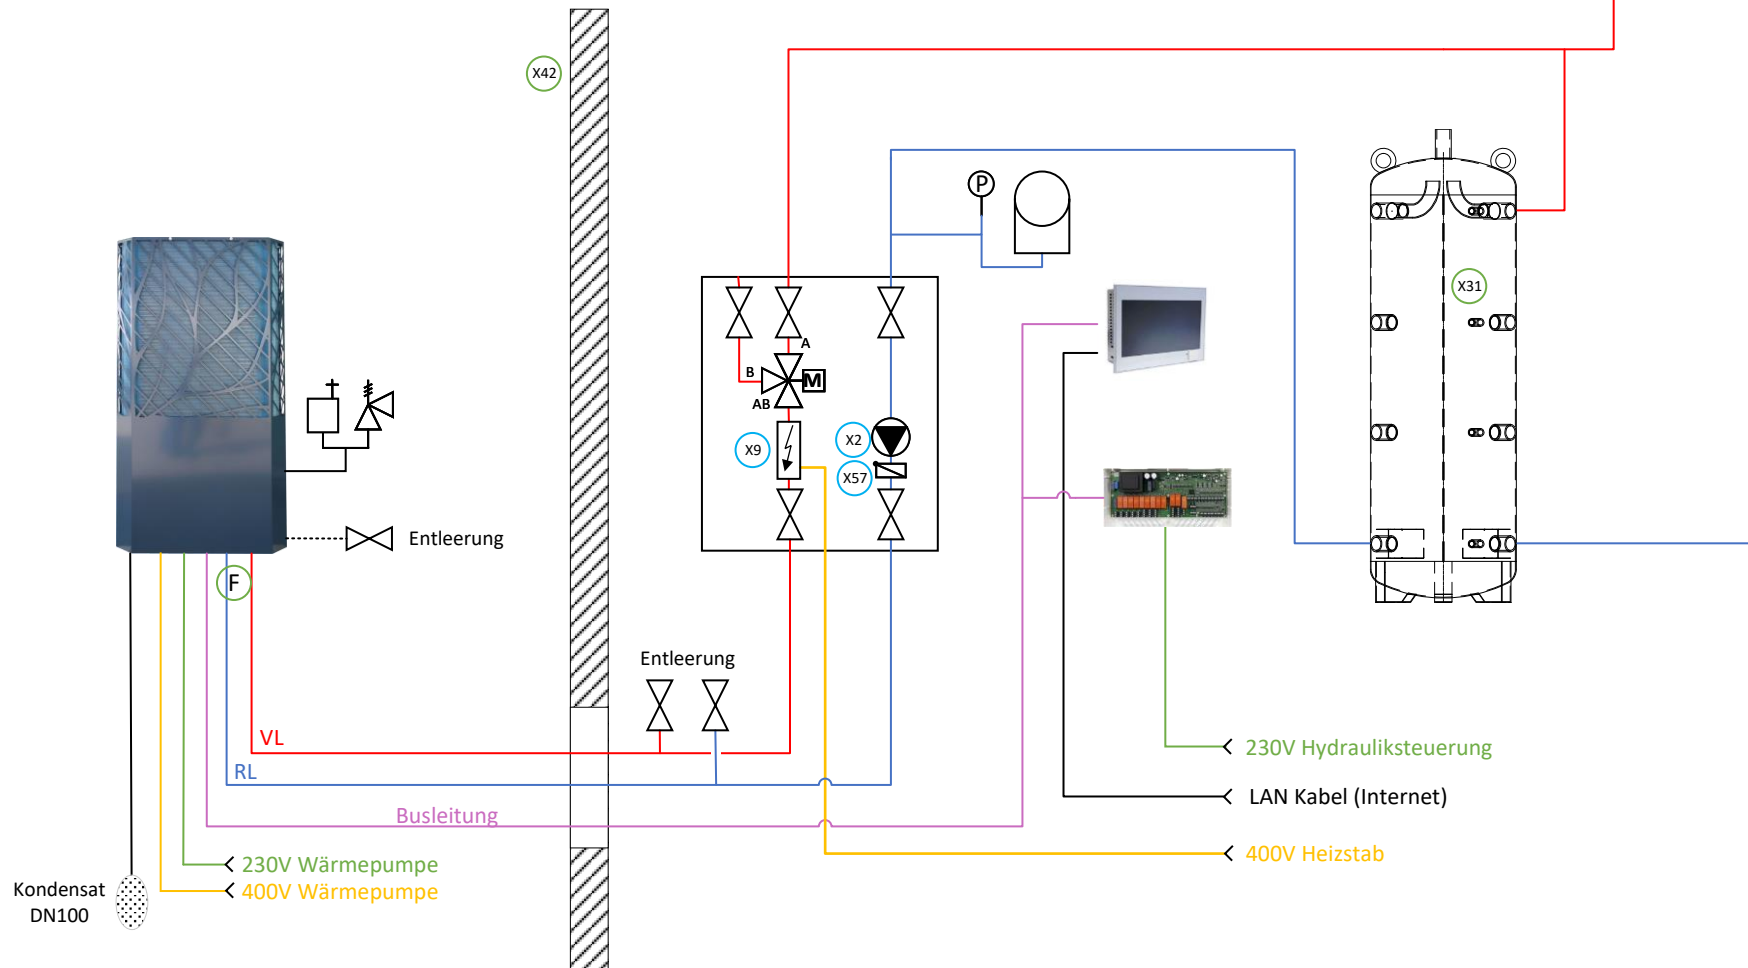 X42
P
X31
A
B
M
AB
X9
X2
X57
Entleerung
F
Entleerung
VL
RL
230V Hydrauliksteuerung
LAN Kabel (Internet)
Busleitung
400V Heizstab
230V Wärmepumpe
400V Wärmepumpe
Kondensat
DN100